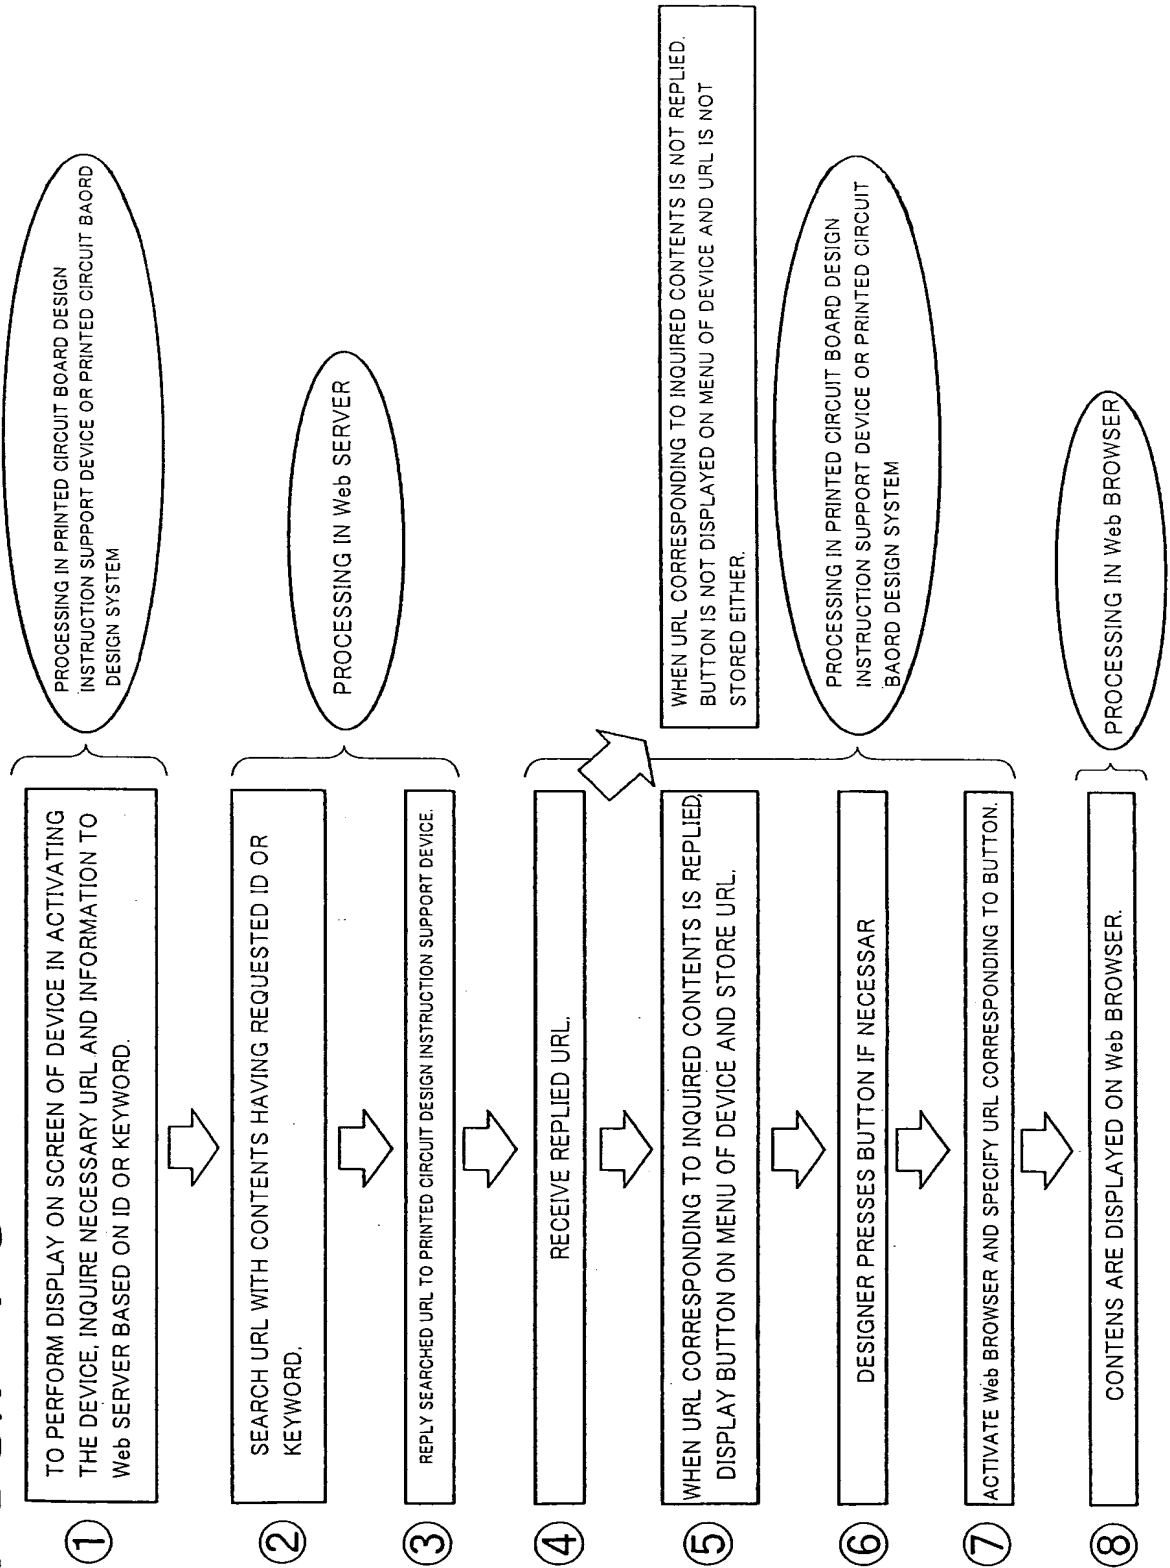 ①
TO PERFORM DISPLAY ON SCREEN OF DEVICE IN ACTIVATING
THE DEVICE, INQUIRE NECESSARY URL AND INFORMATION TO
Web SERVER BASED ON ID OR KEYWORD.
PROCESSING IN PRINTED CIRCUIT BOARD DESIGN
INSTRUCTION SUPPORT DEVICE OR PRINTED CIRCUIT BAORD
DESIGN SYSTEM
②
SEARCH URL WITH CONTENTS HAVING REQUESTED ID OR
KEYWORD.
PROCESSING IN Web SERVER
③
REPLY SEARCHED URL TO PRINTED CIRCUIT DESIGN INSTRUCTION SUPPORT DEVICE.
④
RECEIVE REPLIED URL.
⑤
WHEN URL CORRESPONDING TO INQUIRED CONTENTS IS REPLIED,
DISPLAY BUTTON ON MENU OF DEVICE AND STORE URL.
WHEN URL CORRESPONDING TO INQUIRED CONTENTS IS NOT REPLIED.
BUTTON IS NOT DISPLAYED ON MENU OF DEVICE AND URL IS NOT
STORED EITHER.
⑥
DESIGNER PRESSES BUTTON IF NECESSAR
PROCESSING IN PRINTED CIRCUIT BOARD DESIGN
INSTRUCTION SUPPORT DEVICE OR PRINTED CIRCUIT
BAORD DESIGN SYSTEM
⑦
ACTIVATE Web BROWSER AND SPECIFY URL CORRESPONDING TO BUTTON.
⑧
CONTENS ARE DISPLAYED ON Web BROWSER.
PROCESSING IN Web BROWSER